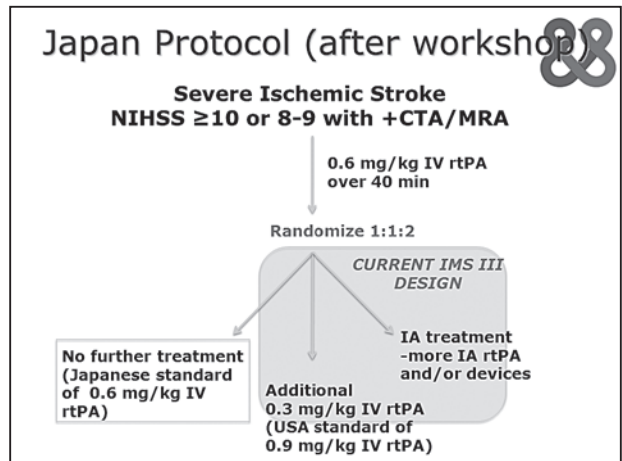 Japan Protocol (after workshop)
Severe Ischemic Stroke
NIHSS ≥10 or 8-9 with +CTA/MRA
0.6 mg/kg IV rtPA
over 40 min
Randomize 1:1:2
CURRENT IMS III
DESIGN
No further treatment
(Japanese standard
of 0.6 mg/kg IV
rtPA)
Additional
0.3 mg/kg IV rtPA
(USA standard of
0.9 mg/kg IV rtPA)
IA treatment
-more IA rtPA
and/or devices